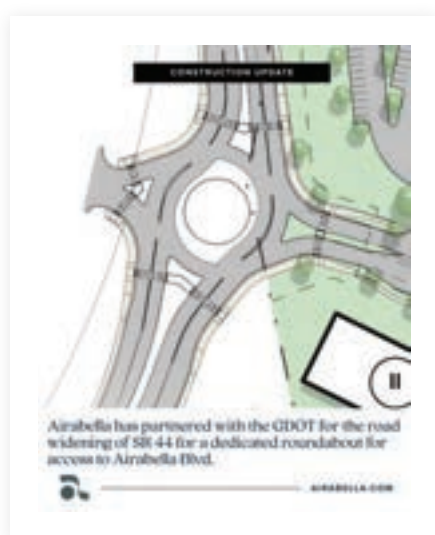 CONSTRUCTION UPDATE
II
Airabella has partnered with the GDOT for the road
widening of SR 44 for a dedicated roundabout for
access to Airabella Blvd.
AIRABELLA.COM